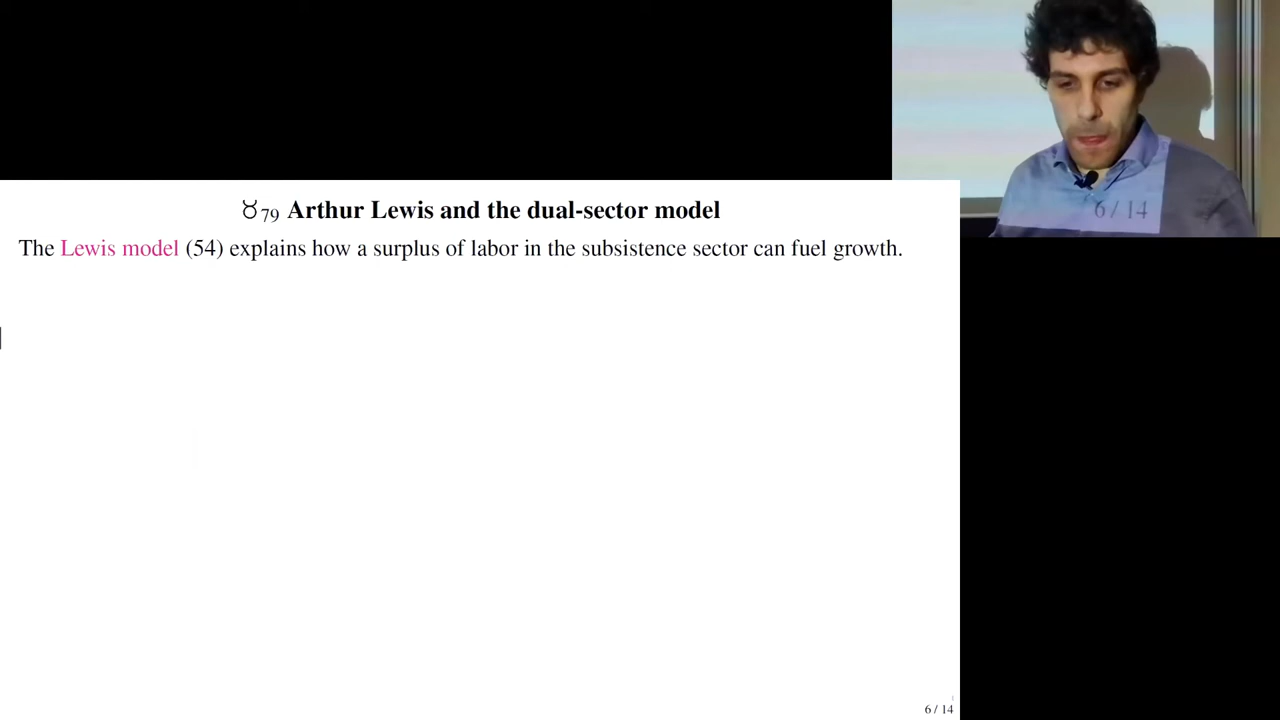 6 / 14
♉79 Arthur Lewis and the dual-sector model
The Lewis model (54) explains how a surplus of labor in the subsistence sector can fuel growth.
6 / 14